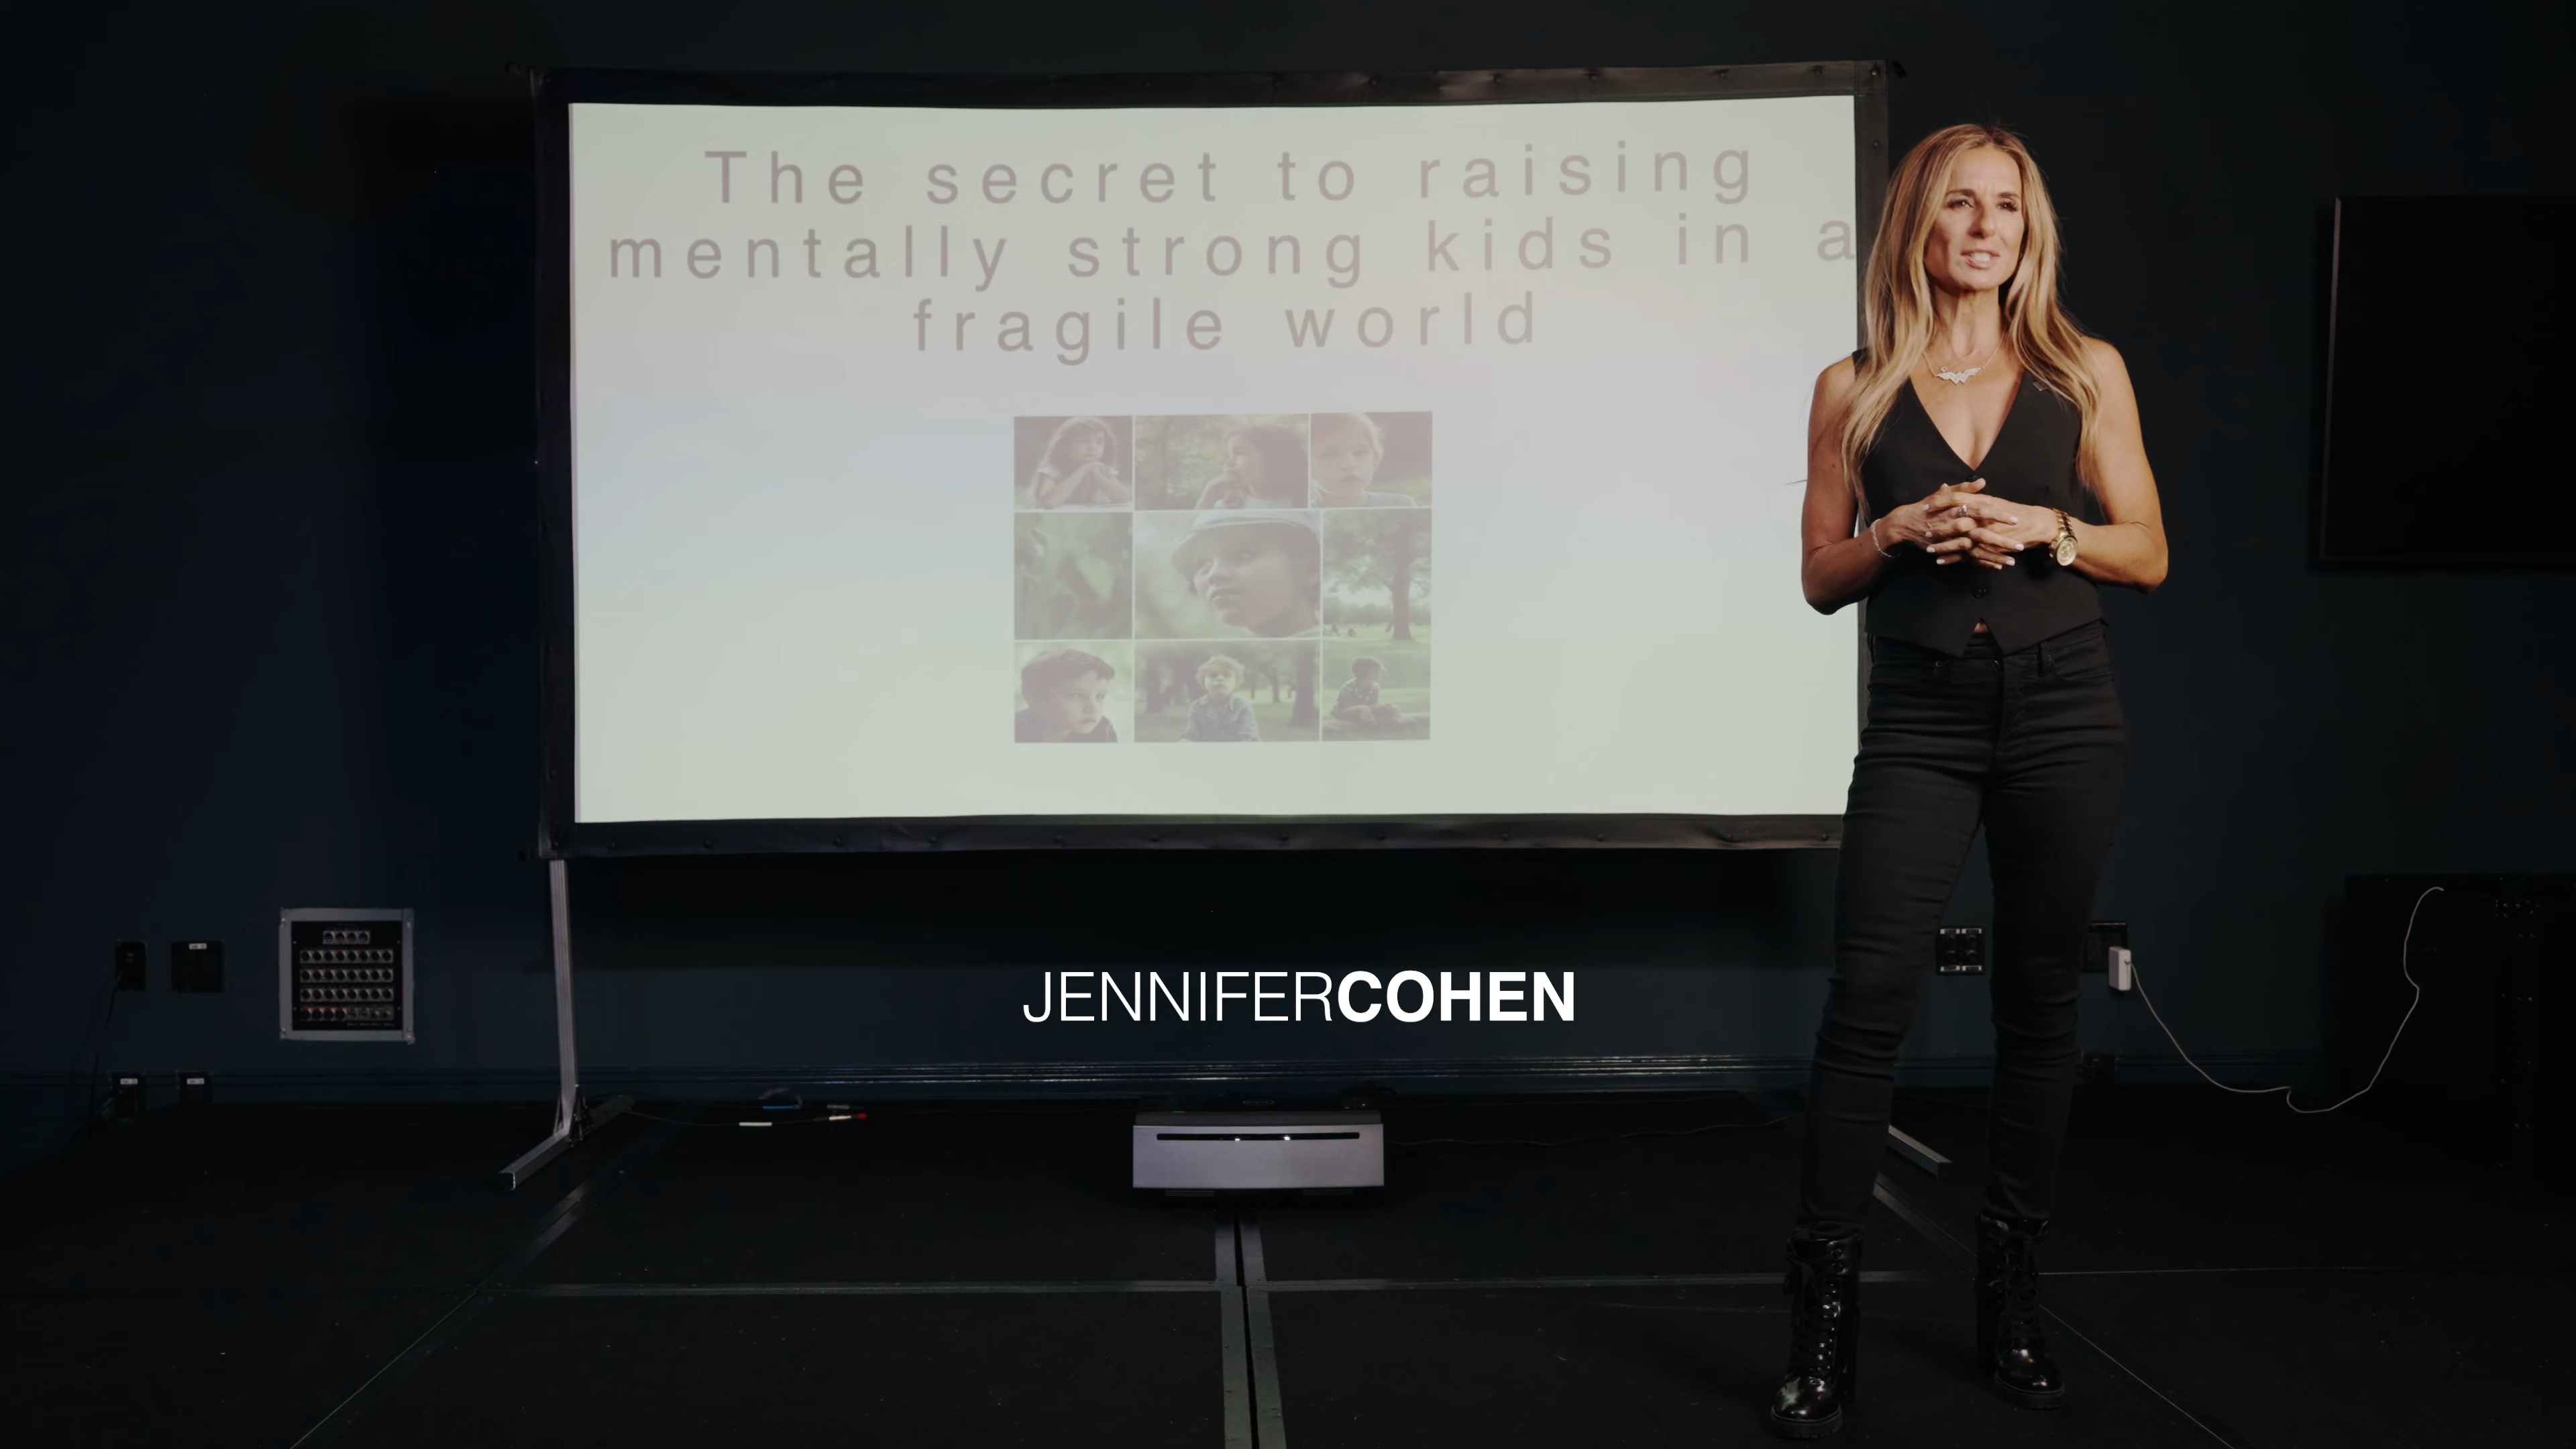 The secret to raising
mentally strong kids in a
fragile world
JENNIFERCOHEN